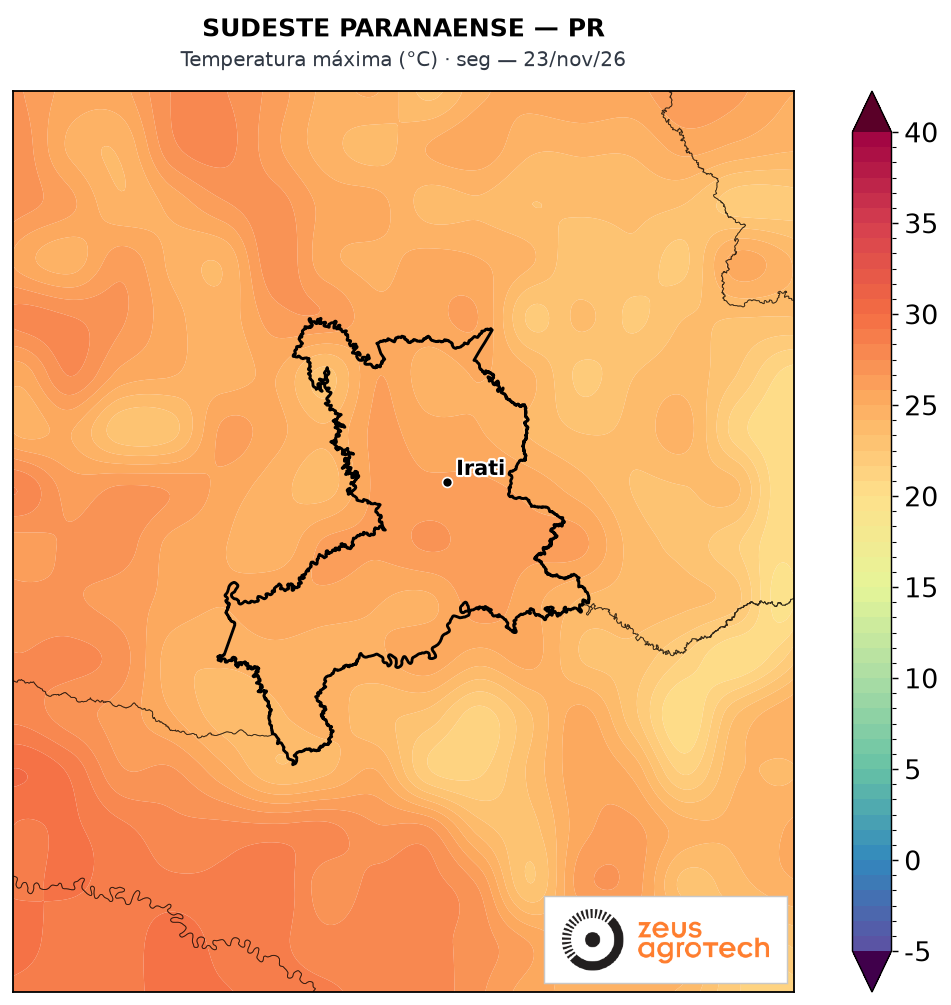 SUDESTE PARANAENSE — PR
Temperatura máxima (°C) · seg — 23/nov/26
40
35
30
25
20
15
10
5
0
-5
Irati
zeus
agrotech